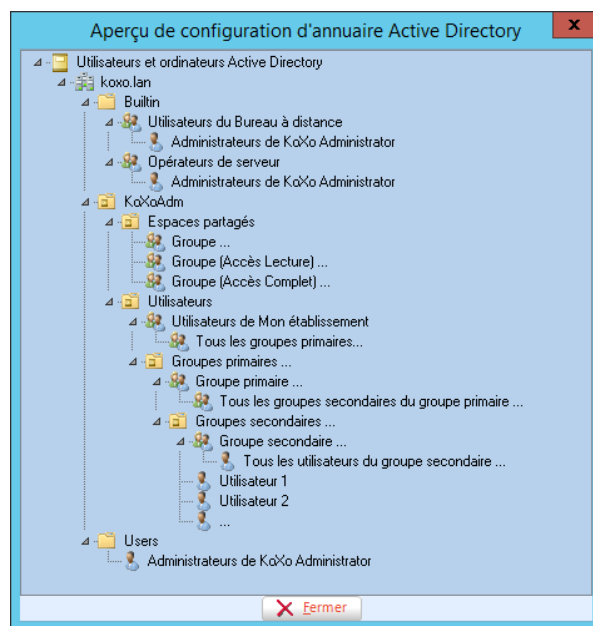 Aperçu de configuration d'annuaire Active Directory
x
Utilisateurs et ordinateurs Active Directory
koxo.lan
Builtin
Utilisateurs du Bureau à distance
Administrateurs de KoXo Administrator
Opérateurs de serveur
Administrateurs de KoXo Administrator
KoXoAdm
Espaces partagés
Groupe ...
Groupe (Accès Lecture) ...
Groupe (Accès Complet) ...
Utilisateurs
Utilisateurs de Mon établissement
Tous les groupes primaires...
Groupes primaires ...
Groupe primaire ...
Tous les groupes secondaires du groupe primaire ...
Groupes secondaires ...
Groupe secondaire ...
Tous les utilisateurs du groupe secondaire ...
Utilisateur 1
Utilisateur 2
...
Users
Administrateurs de KoXo Administrator
Fermer